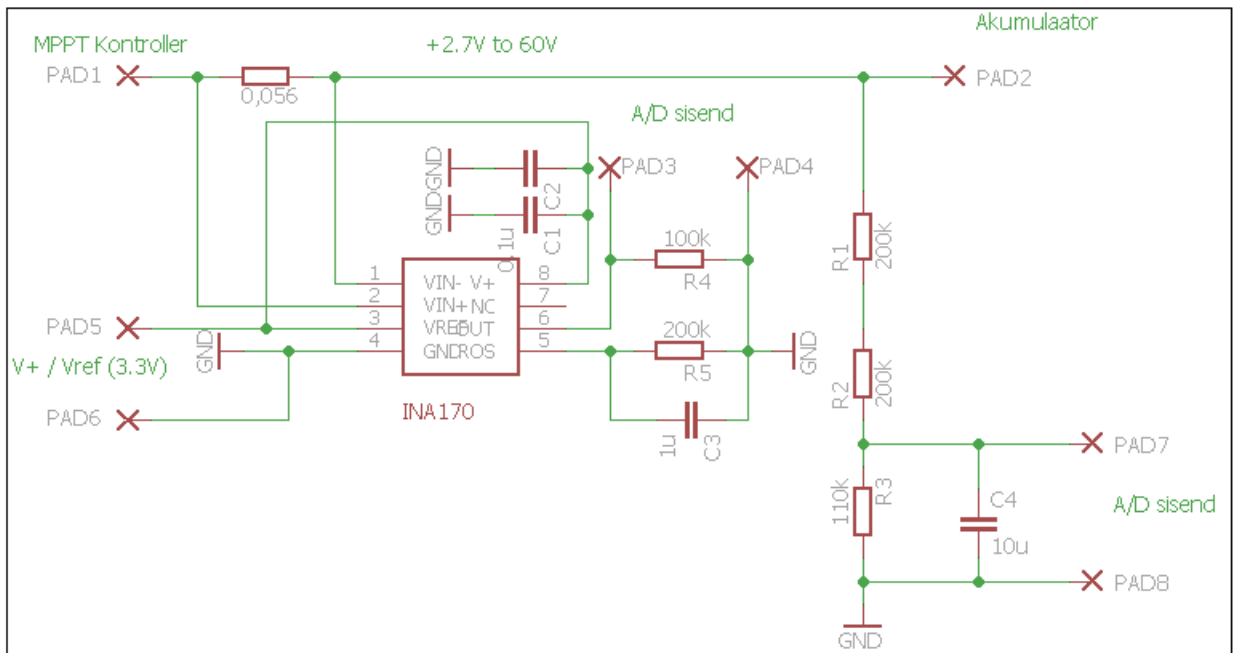 Akumulaator
MPPT Kontroller
+2.7V to 60V
PAD1
PAD2
0,056
A/D sisend
PAD3
PAD4
GND
C2
GND
0,1u
C1
100k
R4
R1
200k
1
VIN-
V+
8
2
VIN+
NC
7
PAD5
3
VREF
OUT
6
GND
4
GND
ROS
5
200k
R5
GND
V+ / Vref (3.3V)
R2
200k
PAD6
INA170
1u
C3
PAD7
110k
R3
C4
A/D sisend
10u
PAD8
GND